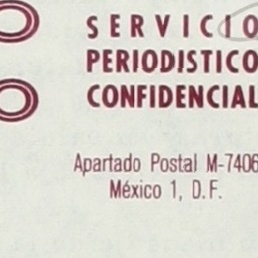 SERVICIO
PERIODISTICO
CONFIDENCIAL
Apartado Postal M-7406
México 1, D.F.